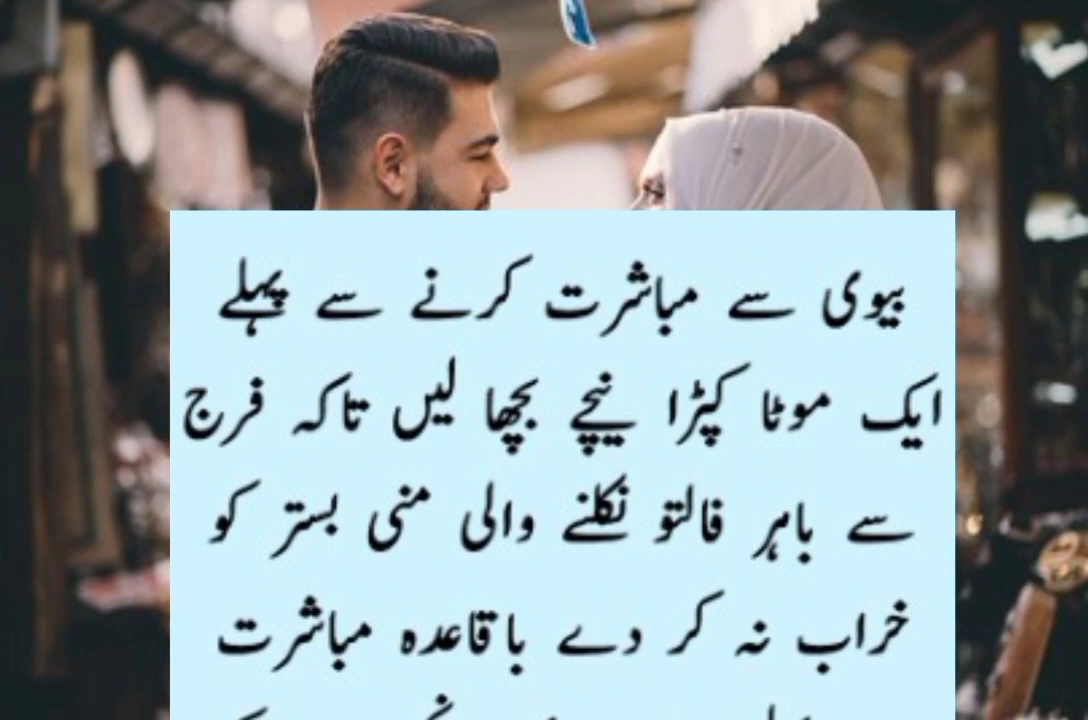 بیوی سے مباشرت کرنے سے پہلے
ایک موٹا کپڑا نیچے بچھا لیں تاکہ فرج
سے باہر فالتو نکلنے والی منی بستر کو
خراب نہ کر دے باقاعدہ مباشرت